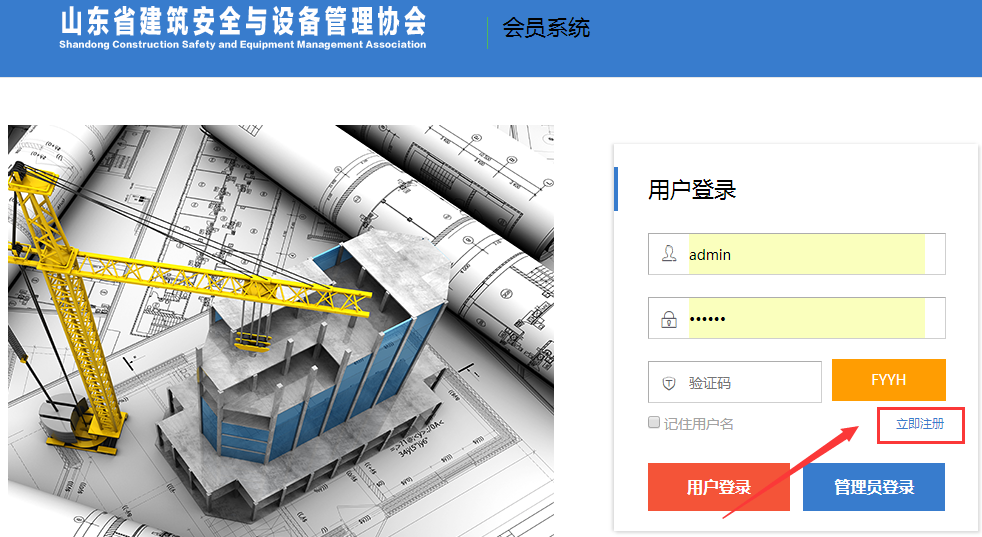 山东省建筑安全与设备管理协会
Shandong Construction Safety and Equipment Management Association
会员系统
用户登录
admin
••••••
验证码
FYYH
记住用户名
立即注册
用户登录
管理员登录